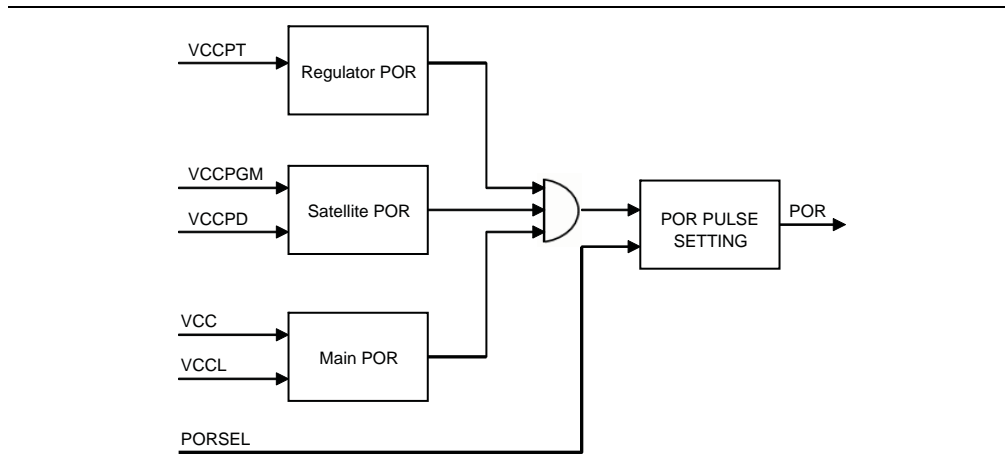 VCCPT
Regulator POR
VCCPGM
VCCPD
Satellite POR
POR PULSE
SETTING
POR
VCC
VCCL
Main POR
PORSEL